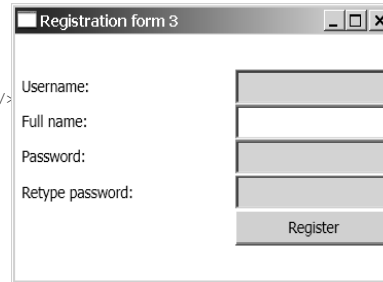 Registration form 3
/>
Username:
Full name:
Password:
Retype password:
Register